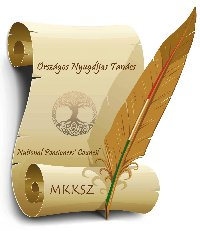 Országos Nyugdíjas Tanács
National Pensioners' Council
MKKSZ